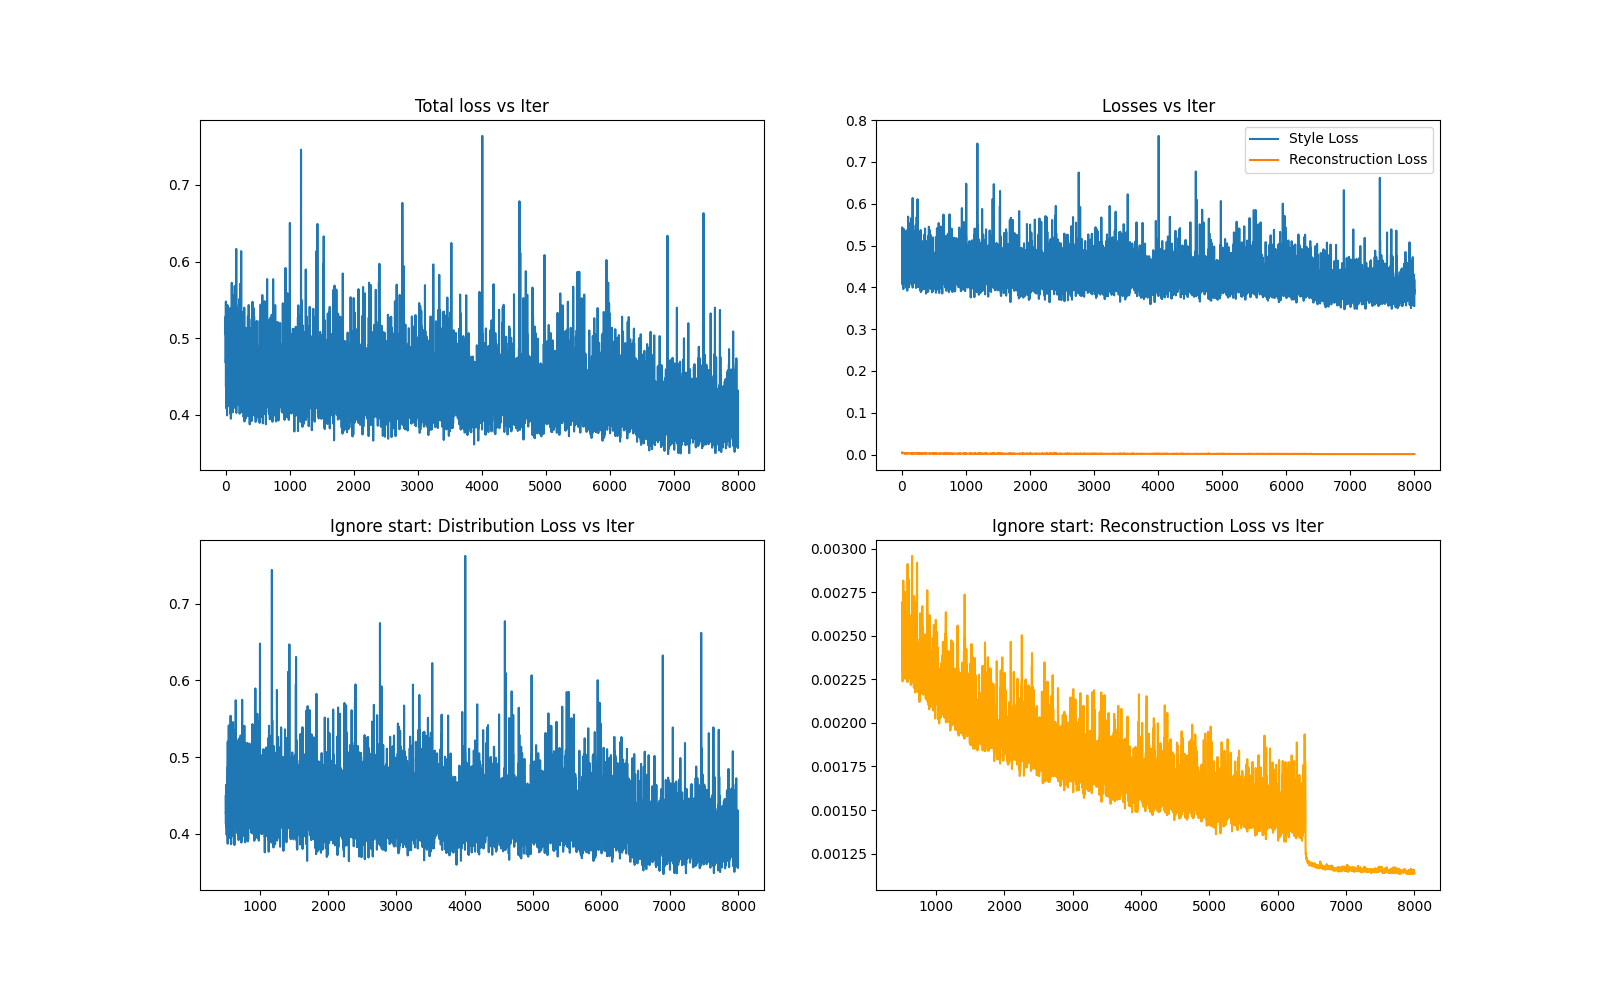 Total loss vs Iter
0.7
0.6
0.5
0.4
0 1000 2000 3000 4000 5000 6000 7000 8000
Losses vs Iter
0.8
0.7
0.6
0.5
0.4
0.3
0.2
0.1
0.0
Style Loss
Reconstruction Loss
0 1000 2000 3000 4000 5000 6000 7000 8000
Ignore start: Distribution Loss vs Iter
0.7
0.6
0.5
0.4
1000 2000 3000 4000 5000 6000 7000 8000
Ignore start: Reconstruction Loss vs Iter
0.00300
0.00275
0.00250
0.00225
0.00200
0.00175
0.00150
0.00125
1000 2000 3000 4000 5000 6000 7000 8000